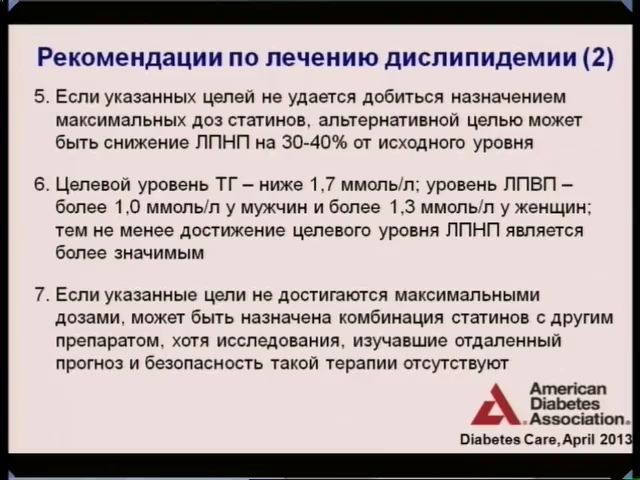 Рекомендации по лечению дислипидемии (2)
5. Если указанных целей не удается добиться назначением
максимальных доз статинов, альтернативной целью может
быть снижение ЛПНП на 30-40% от исходного уровня
6. Целевой уровень ТГ – ниже 1,7 ммоль/л; уровень ЛПВП –
более 1,0 ммоль/л у мужчин и более 1,3 ммоль/л у женщин;
тем не менее достижение целевого уровня ЛПНП является
более значимым
7. Если указанные цели не достигаются максимальными
дозами, может быть назначена комбинация статинов с другим
препаратом, хотя исследования, изучавшие отдаленный
прогноз и безопасность такой терапии отсутствуют
American
Diabetes
Association.
Diabetes Care, April 2013